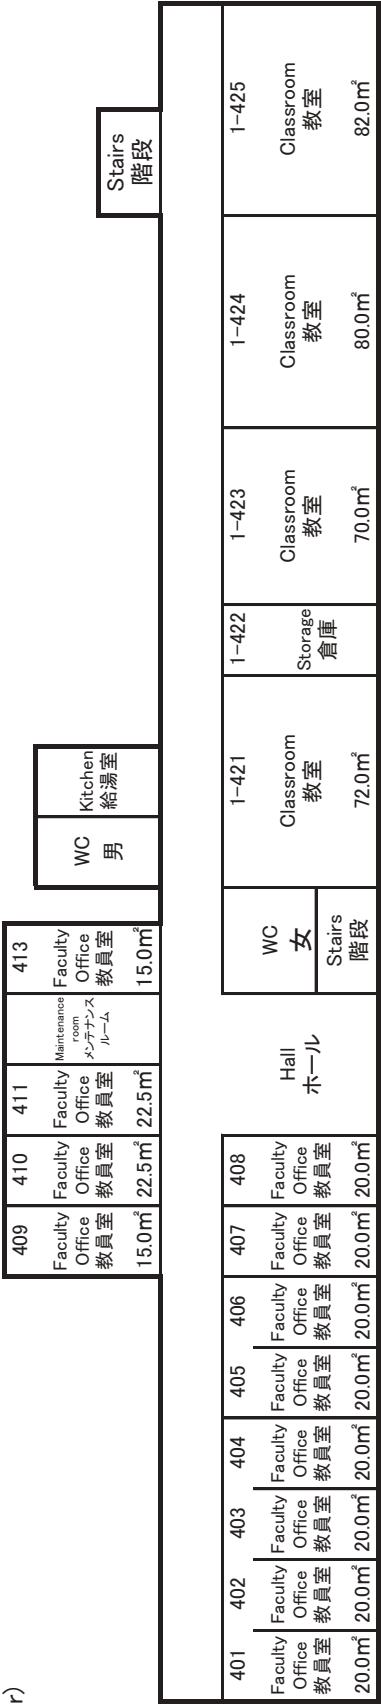 r)
409
Faculty
Office
教員室
15.0㎡
410
Faculty
Office
教員室
22.5㎡
411
Faculty
Office
教員室
22.5㎡
Maintenance
room
メンテナンス
ルーム
413
Faculty
Office
教員室
15.0㎡
WC
男
Kitchen
給湯室
Stairs
階段
401
Faculty
Office
教員室
20.0㎡
402
Faculty
Office
教員室
20.0㎡
403
Faculty
Office
教員室
20.0㎡
404
Faculty
Office
教員室
20.0㎡
405
Faculty
Office
教員室
20.0㎡
406
Faculty
Office
教員室
20.0㎡
407
Faculty
Office
教員室
20.0㎡
408
Faculty
Office
教員室
20.0㎡
Hall
ホール
WC
女
Stairs
階段
1-421
Classroom
教室
72.0㎡
1-422
Storage
倉庫
1-423
Classroom
教室
70.0㎡
1-424
Classroom
教室
80.0㎡
1-425
Classroom
教室
82.0㎡